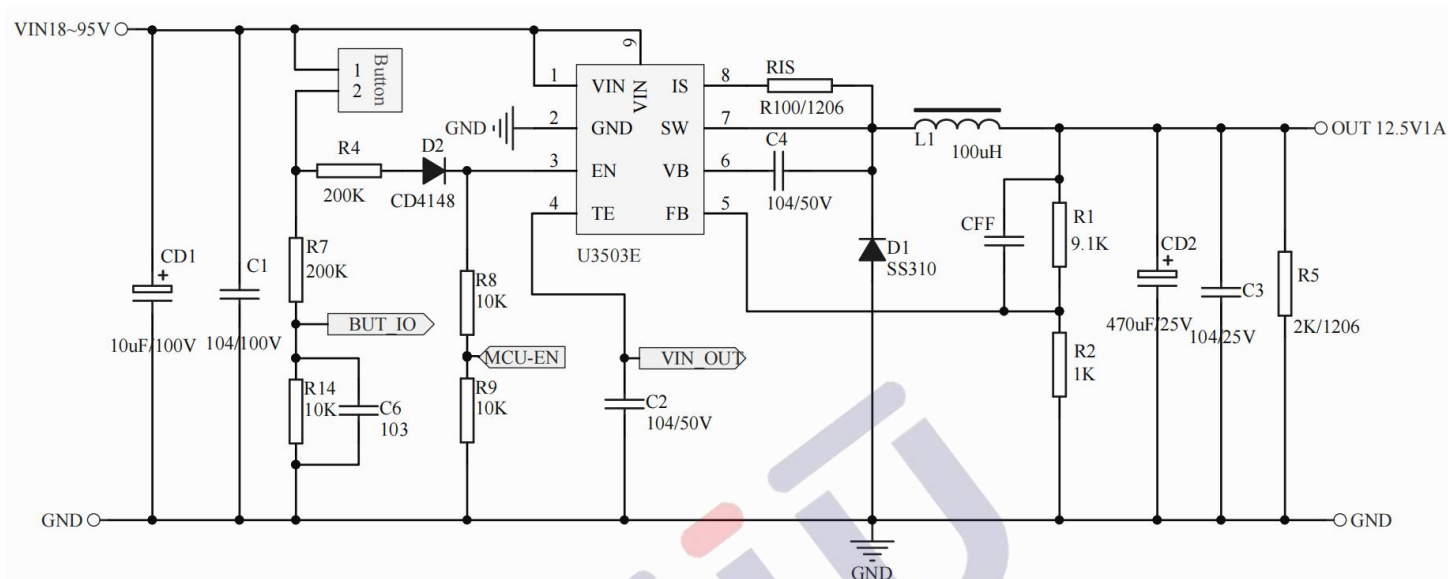 VIN18~95V
Button
1
2
9
1
VIN
VIN
IS
8
RIS
R100/1206
GND
2
GND
SW
7
L1
100uH
OUT 12.5V1A
R4
200K
D2
CD4148
3
EN
VB
6
C4
104/50V
4
TE
FB
5
U3503E
CFF
R1
9.1K
D1
SS310
CD1
+
10uF/100V
C1
104/100V
R7
200K
BUT_IO
R8
10K
MCU-EN
VIN_OUT
R14
10K
C6
103
R9
10K
C2
104/50V
R2
1K
CD2
+
470uF/25V
C3
104/25V
R5
2K/1206
GND
GND
GND